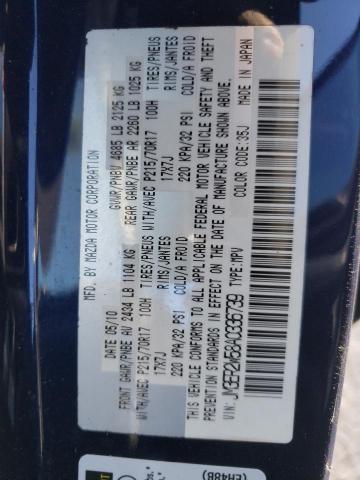 MFD. BY MAZDA MOTOR CORPORATION
DATE 05/10 GVWR/PNBV 4685 LB 2125 KG
FRONT GAWR/PNBE AV 2434 LB 1104 KG REAR GAWR/PNBE AR 2260 LB 1025 KG
TIRES/PNEUS WITH/AVEC P215/70R17 100H TIRES/PNEUS WITH/AVEC P215/70R17 100H
RIMS/JANTES 17X7J RIMS/JANTES 17X7J
COLD/A FROID 220 KPA/32 PSI COLD/A FROID 220 KPA/32 PSI
THIS VEHICLE CONFORMS TO ALL APPLICABLE FEDERAL MOTOR VEHICLE SAFETY AND THEFT
PREVENTION STANDARDS IN EFFECT ON THE DATE OF MANUFACTURE SHOWN ABOVE.
MADE IN JAPAN
COLOR CODE: 35J
TYPE: MPV
VIN: JM3ER2W58A0336739
(EH48B)